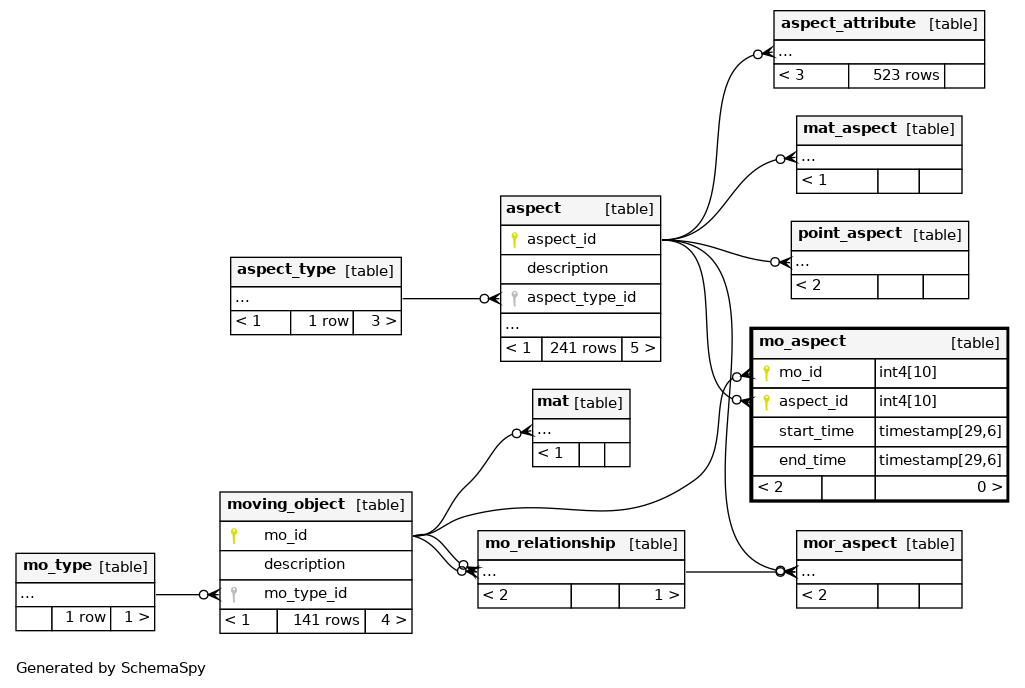 aspect_attribute [table]
...
< 3 523 rows
mat_aspect [table]
...
< 1
aspect [table]
aspect_id
description
aspect_type_id
...
< 1 241 rows 5 >
point_aspect [table]
...
< 2
aspect_type [table]
...
< 1 1 row 3 >
mo_aspect [table]
mo_id int4[10]
aspect_id int4[10]
start_time timestamp[29,6]
end_time timestamp[29,6]
< 2 0 >
mat [table]
...
< 1
moving_object [table]
mo_id
description
mo_type_id
< 1 141 rows 4 >
mo_relationship [table]
...
< 2 1 >
mor_aspect [table]
...
< 2
mo_type [table]
...
1 row 1 >
Generated by SchemaSpy